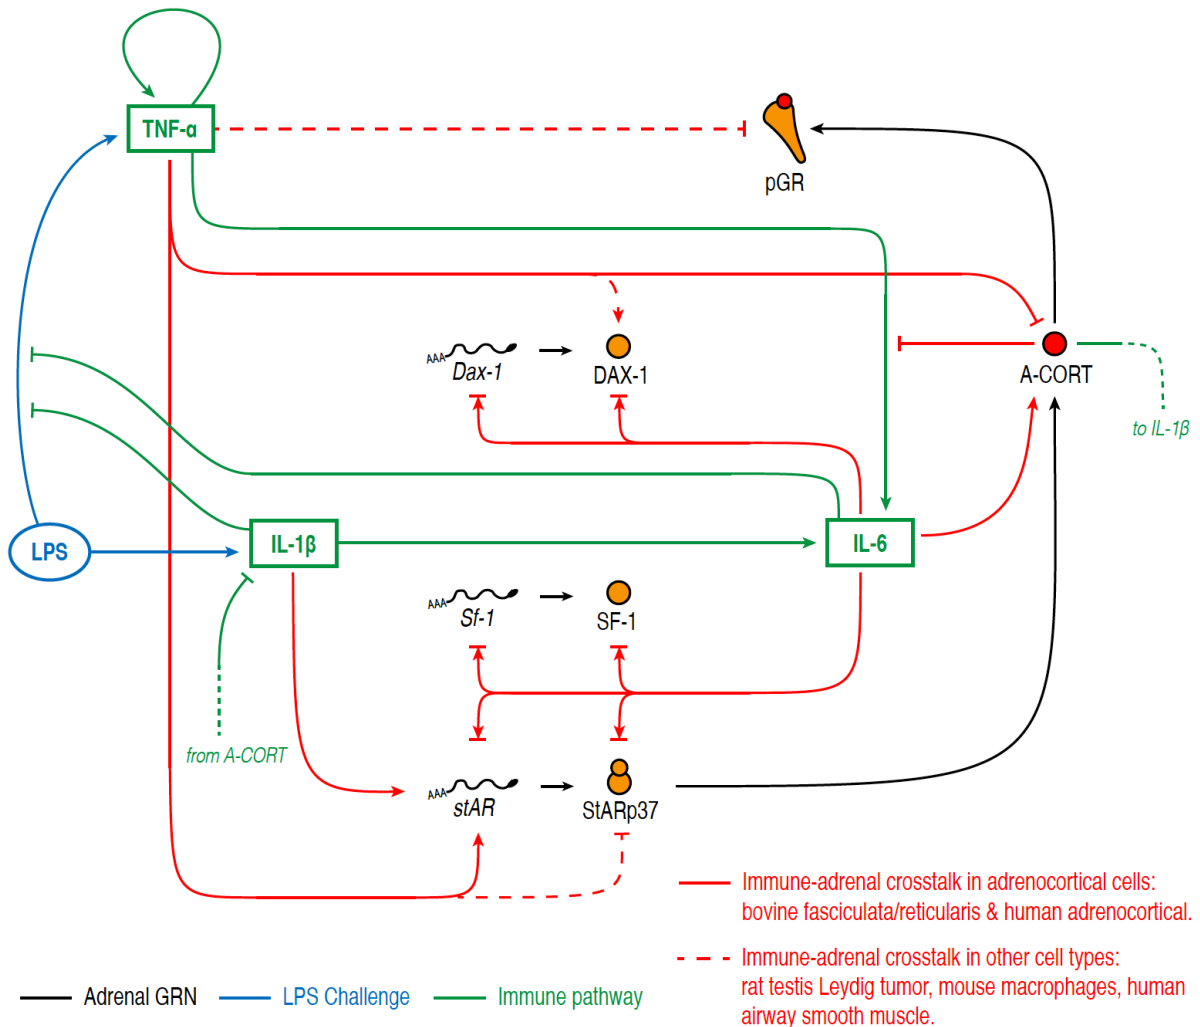 TNF-α
pGR
AAA
Dax-1
DAX-1
A-CORT
to IL-1β
LPS
IL-1β
IL-6
AAA
Sf-1
SF-1
from A-CORT
AAA
stAR
StARp37
Immune-adrenal crosstalk in adrenocortical cells:
bovine fasciculata/reticularis & human adrenocortical.
Immune-adrenal crosstalk in other cell types:
rat testis Leydig tumor, mouse macrophages, human
airway smooth muscle.
Adrenal GRN
LPS Challenge
Immune pathway